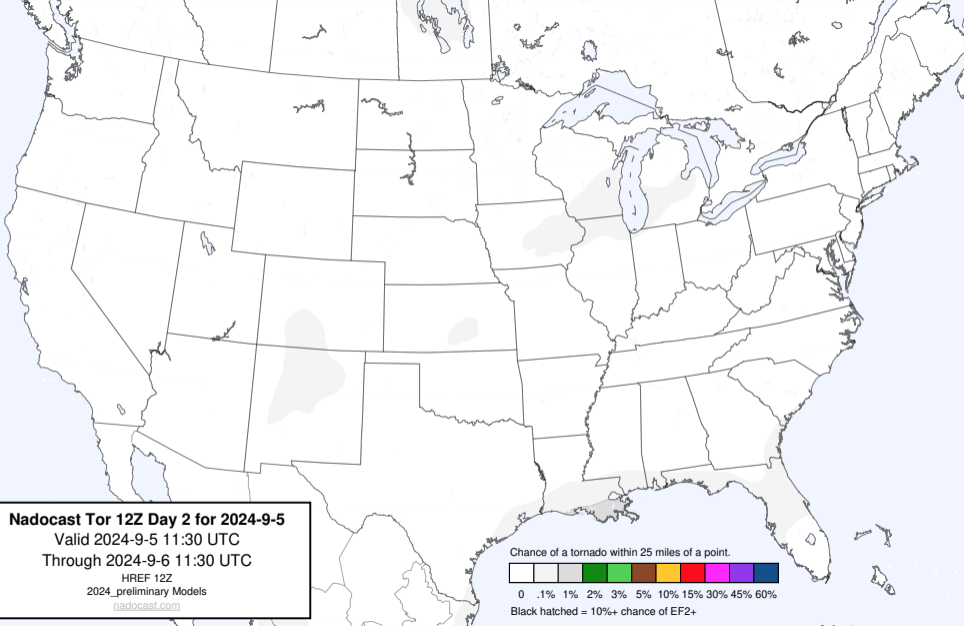 Nadocast Tor 12Z Day 2 for 2024-9-5
Valid 2024-9-5 11:30 UTC
Through 2024-9-6 11:30 UTC
HREF 12Z
2024_preliminary Models
nadocast.com
Chance of a tornado within 25 miles of a point.
0 .1% 1% 2% 3% 5% 10% 15% 30% 45% 60%
Black hatched = 10%+ chance of EF2+